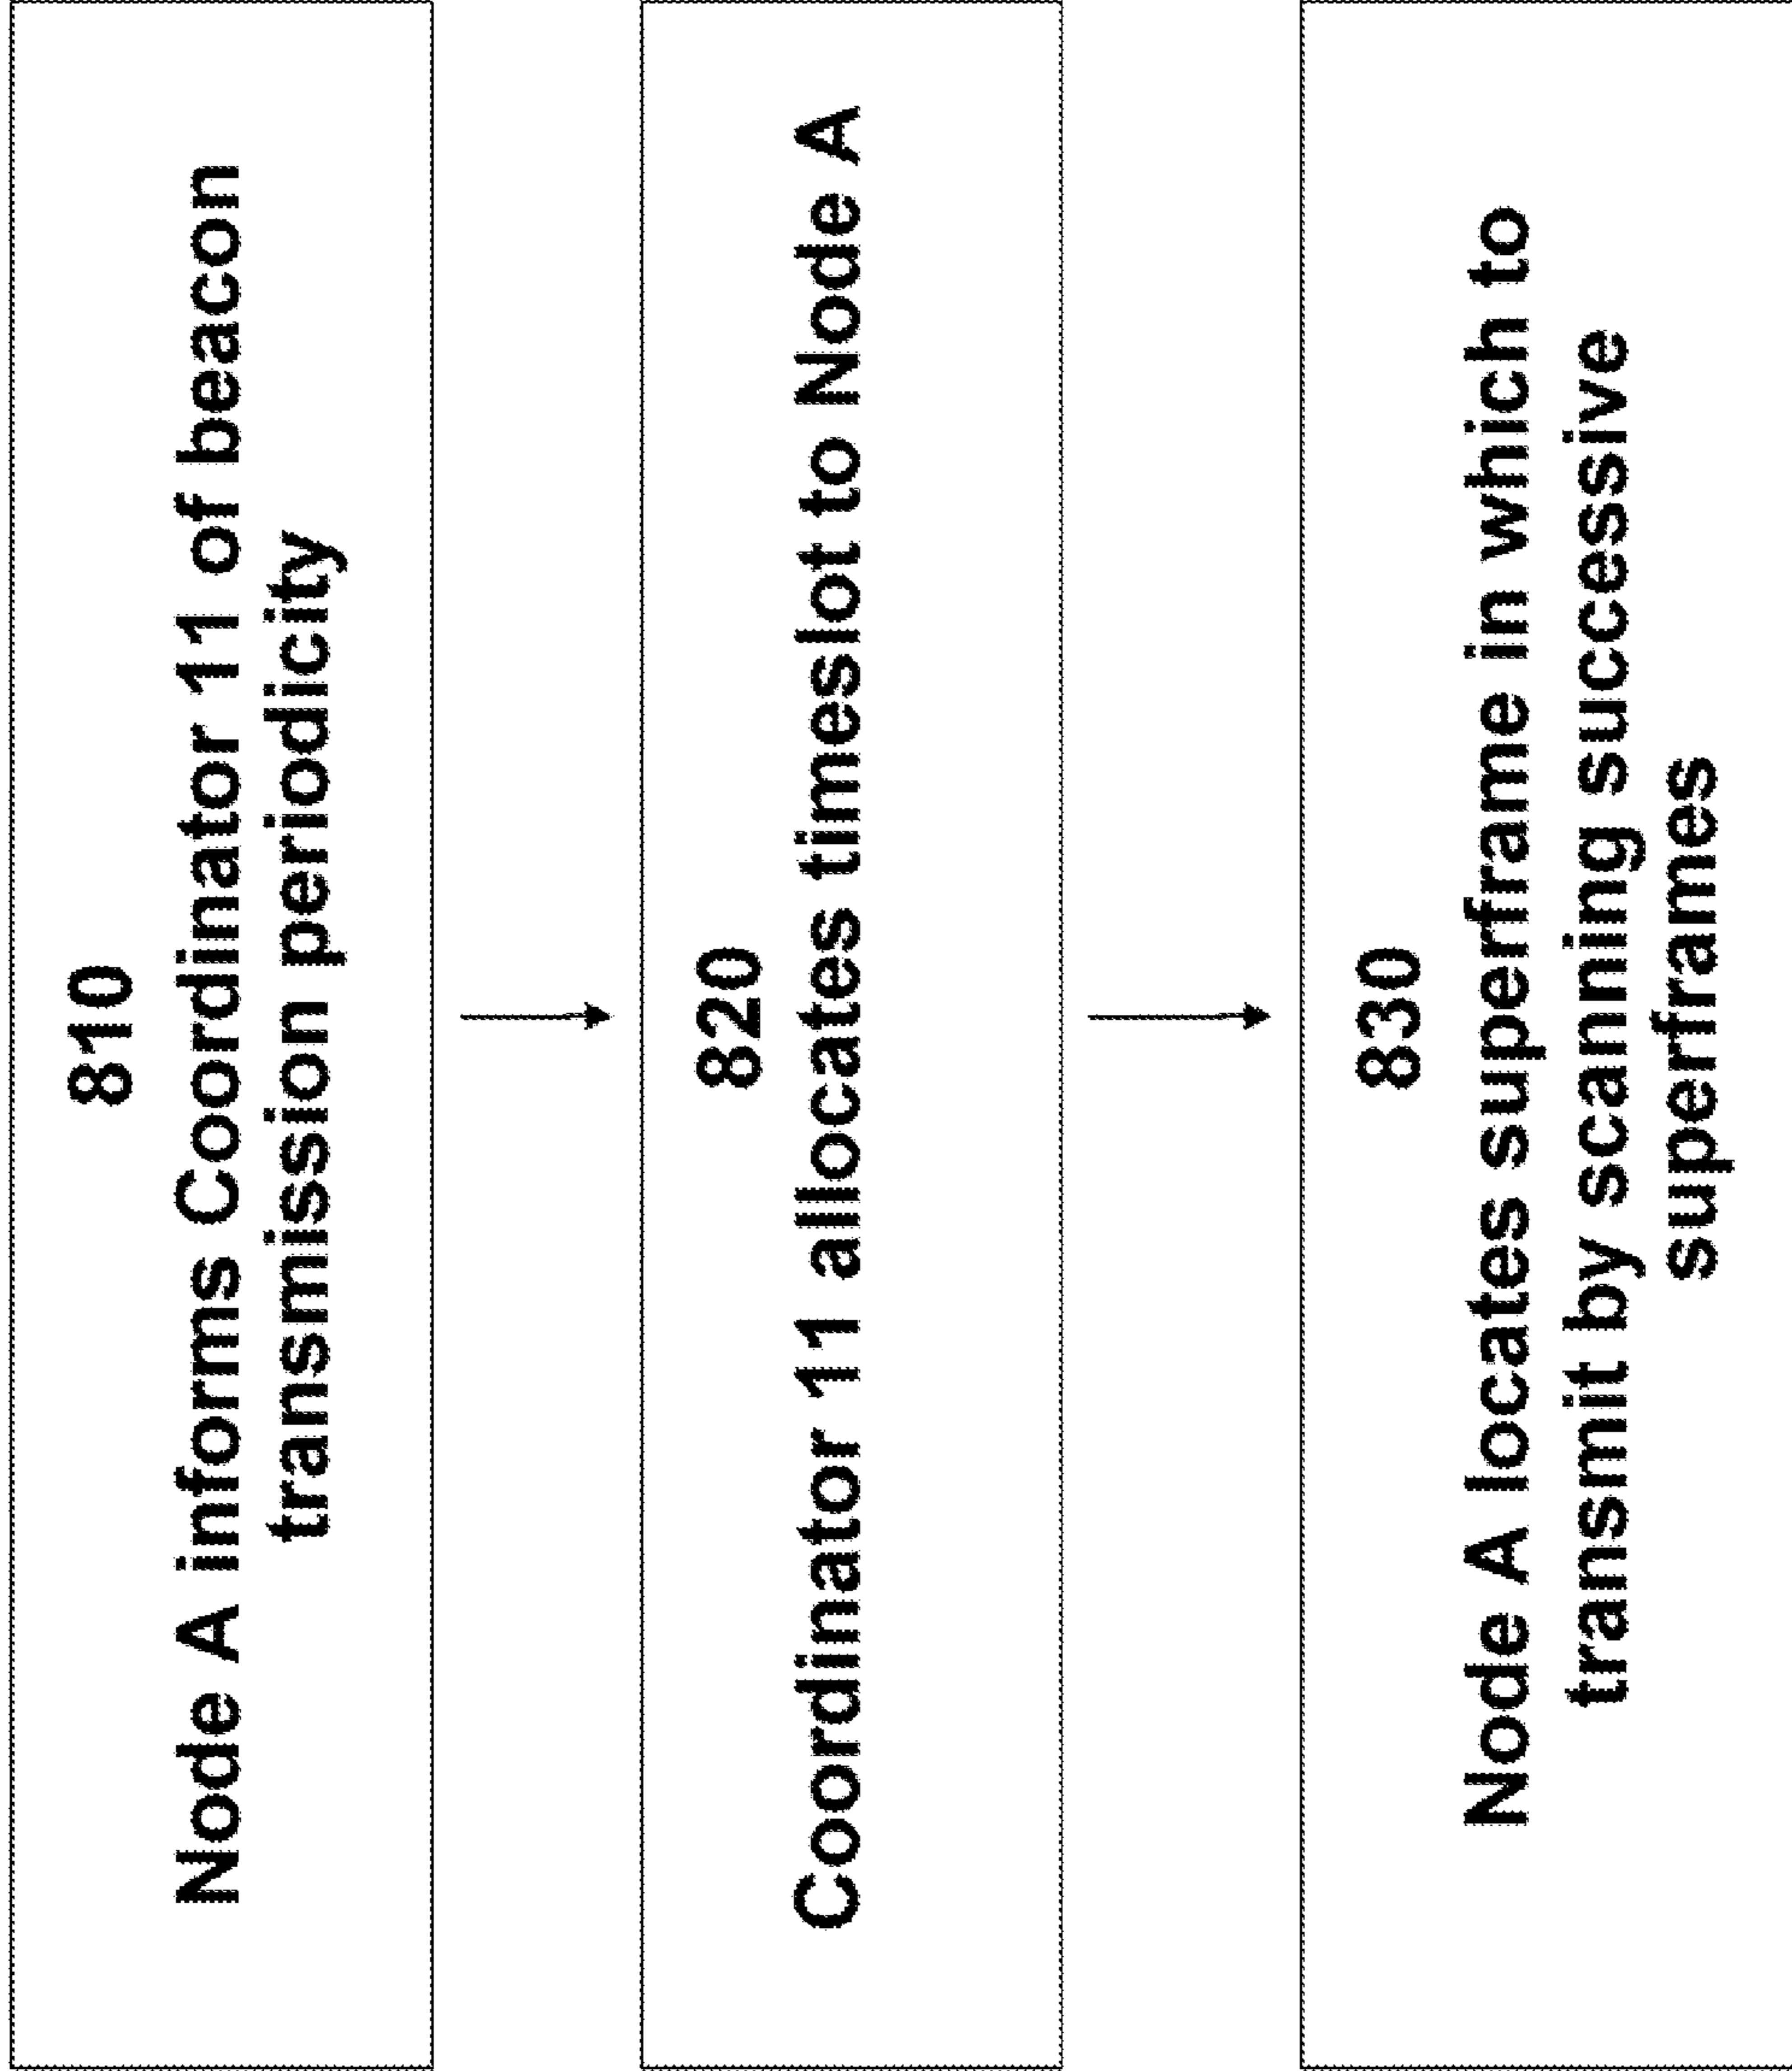 810
Node A informs Coordinator 11 of beacon
transmission periodicity
820
Coordinator 11 allocates timeslot to Node A
830
Node A locates superframe in which to
transmit by scanning successive
superframes